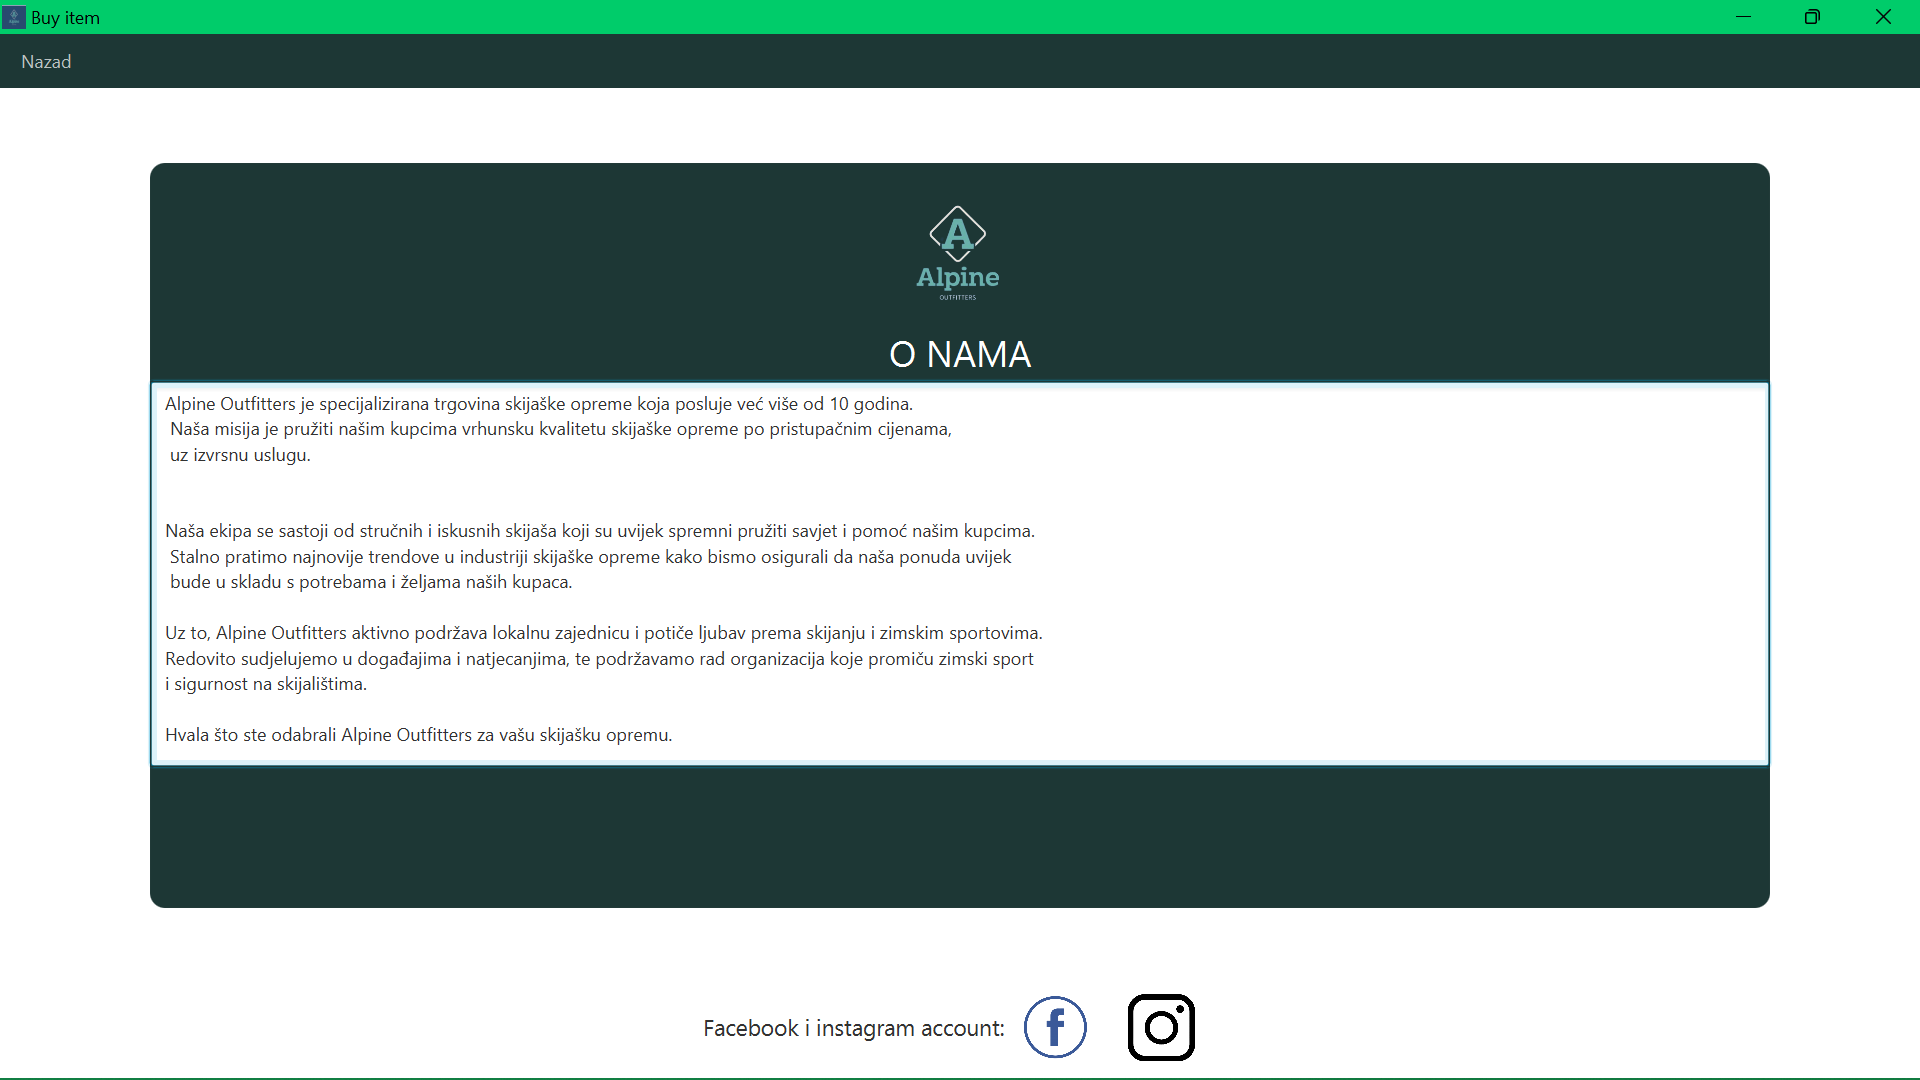 Buy item
Nazad
A
Alpine
OUTFITTERS
O NAMA
Alpine Outfitters je specijalizirana trgovina skijaške opreme koja posluje već više od 10 godina.
Naša misija je pružiti našim kupcima vrhunsku kvalitetu skijaške opreme po pristupačnim cijenama,
uz izvrsnu uslugu.
Naša ekipa se sastoji od stručnih i iskusnih skijaša koji su uvijek spremni pružiti savjet i pomoć našim kupcima.
Stalno pratimo najnovije trendove u industriji skijaške opreme kako bismo osigurali da naša ponuda uvijek
bude u skladu s potrebama i željama naših kupaca.
Uz to, Alpine Outfitters aktivno podržava lokalnu zajednicu i potiče ljubav prema skijanju i zimskim sportovima.
Redovito sudjelujemo u događajima i natjecanjima, te podržavamo rad organizacija koje promiču zimski sport
i sigurnost na skijalištima.
Hvala što ste odabrali Alpine Outfitters za vašu skijašku opremu.
Facebook i instagram account: